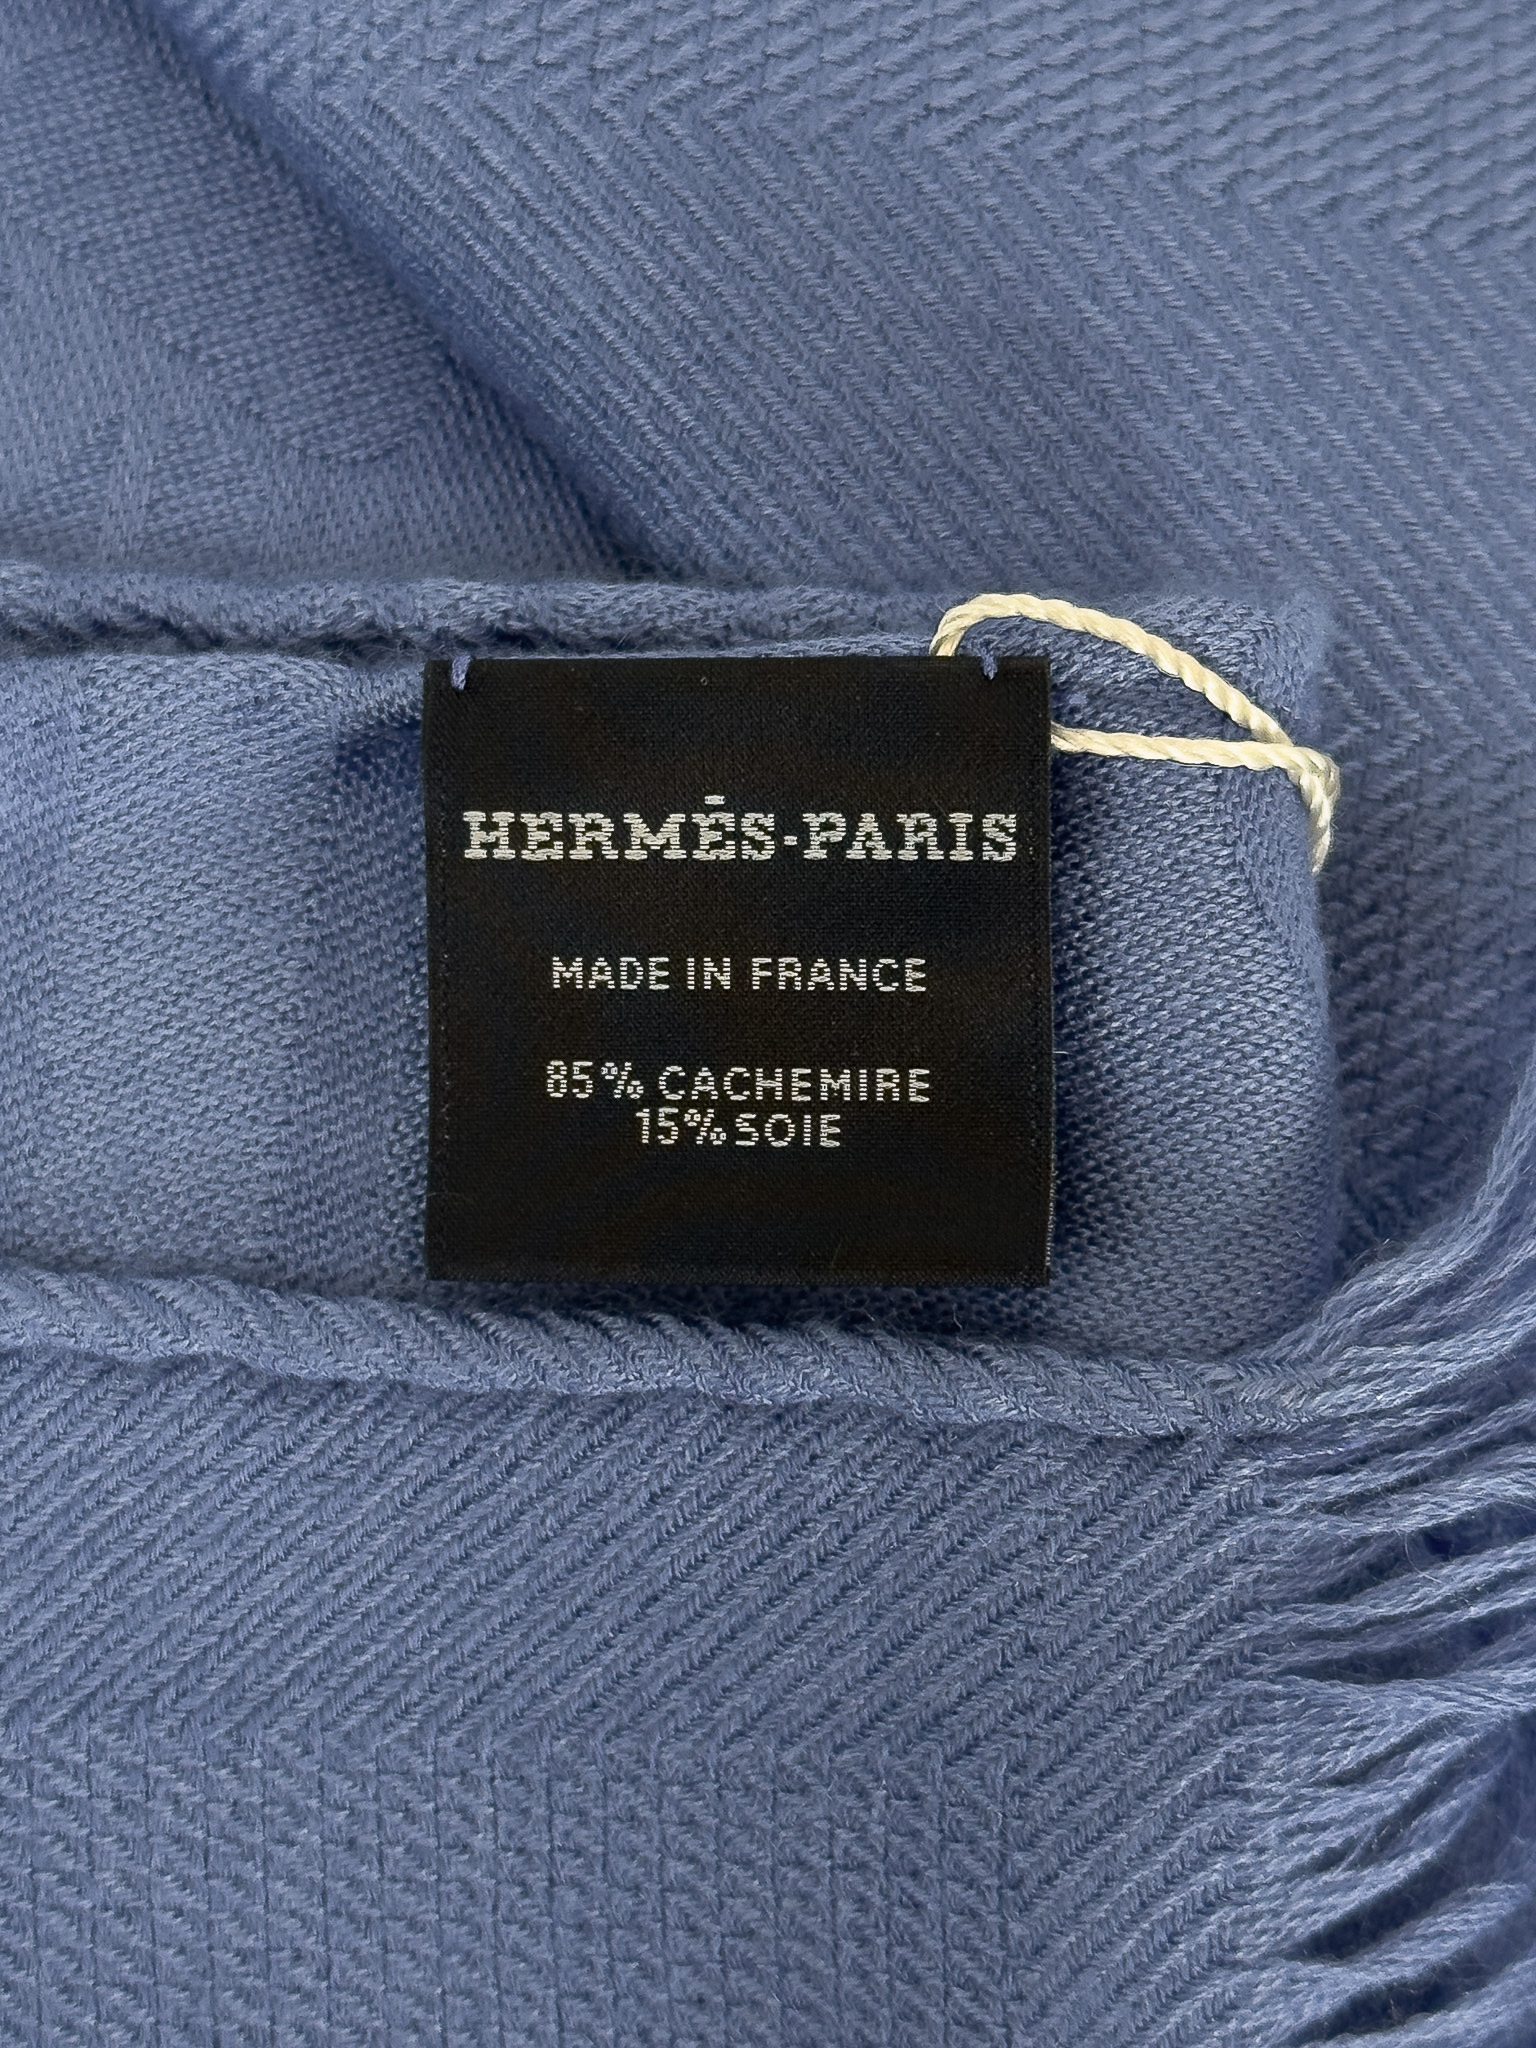 HERMÈS-PARIS
MADE IN FRANCE
85% CACHEMIRE
15% SOIE